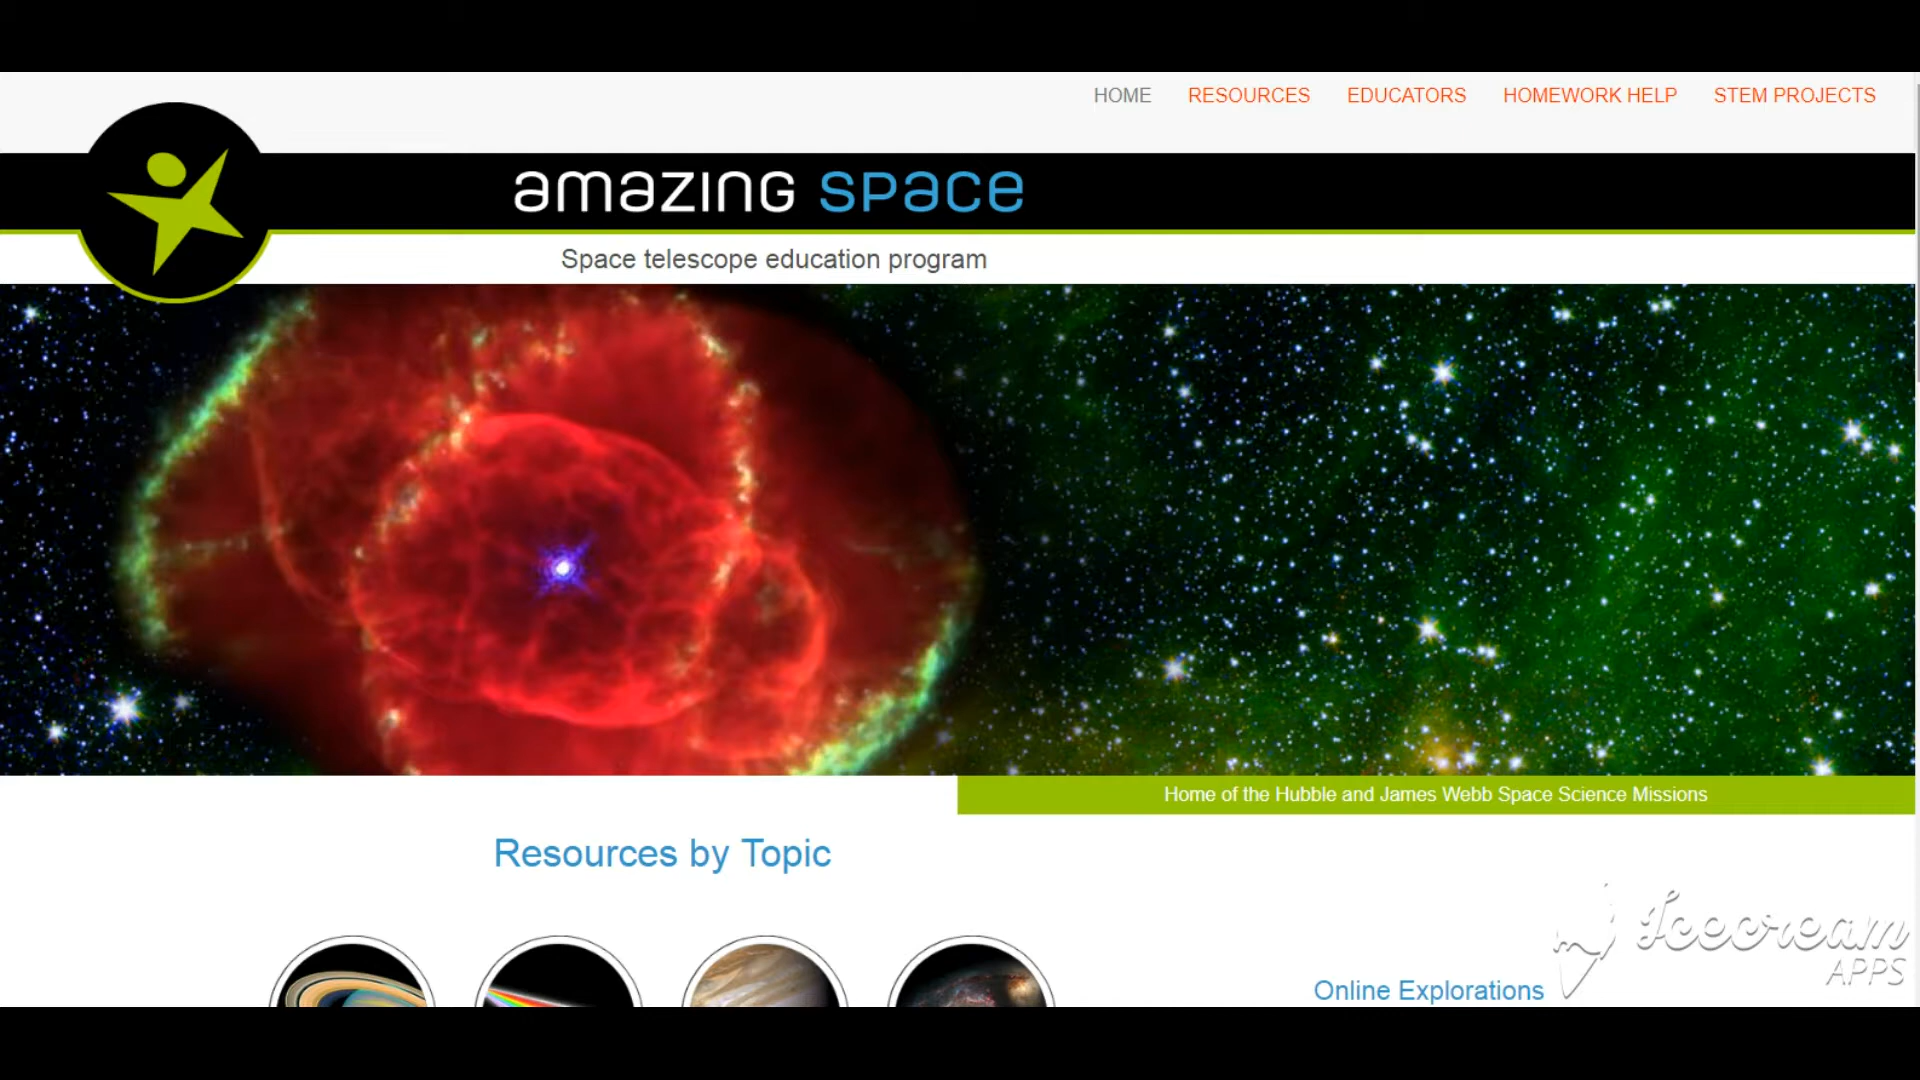 HOME RESOURCES EDUCATORS HOMEWORK HELP STEM PROJECTS
amazing space
Space telescope education program
Home of the Hubble and James Webb Space Science Missions
Resources by Topic
Online Explorations
Icecream
APPS